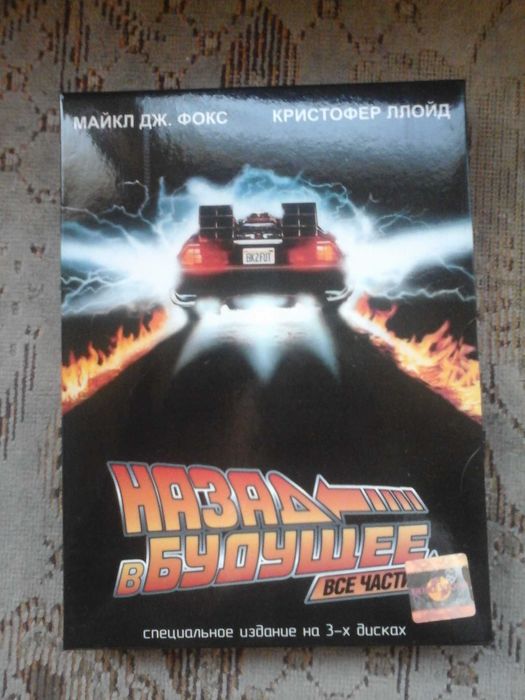 МАЙКЛ ДЖ. ФОКС КРИСТОФЕР ЛЛОЙД
BK2FUT
НАЗАД
В БУДУЩЕЕ
ВСЕ ЧАСТИ
специальное издание на 3-х дисках